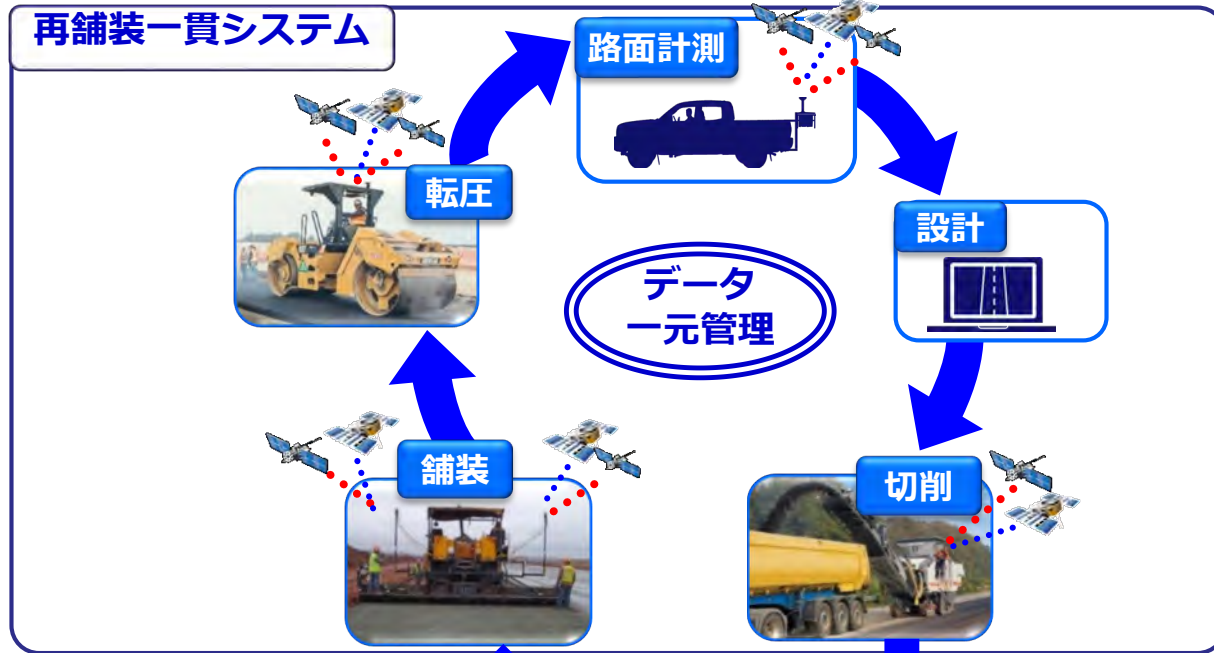 再舗装一貫システム
路面計測
転圧
設計
データ
一元管理
舗装
切削